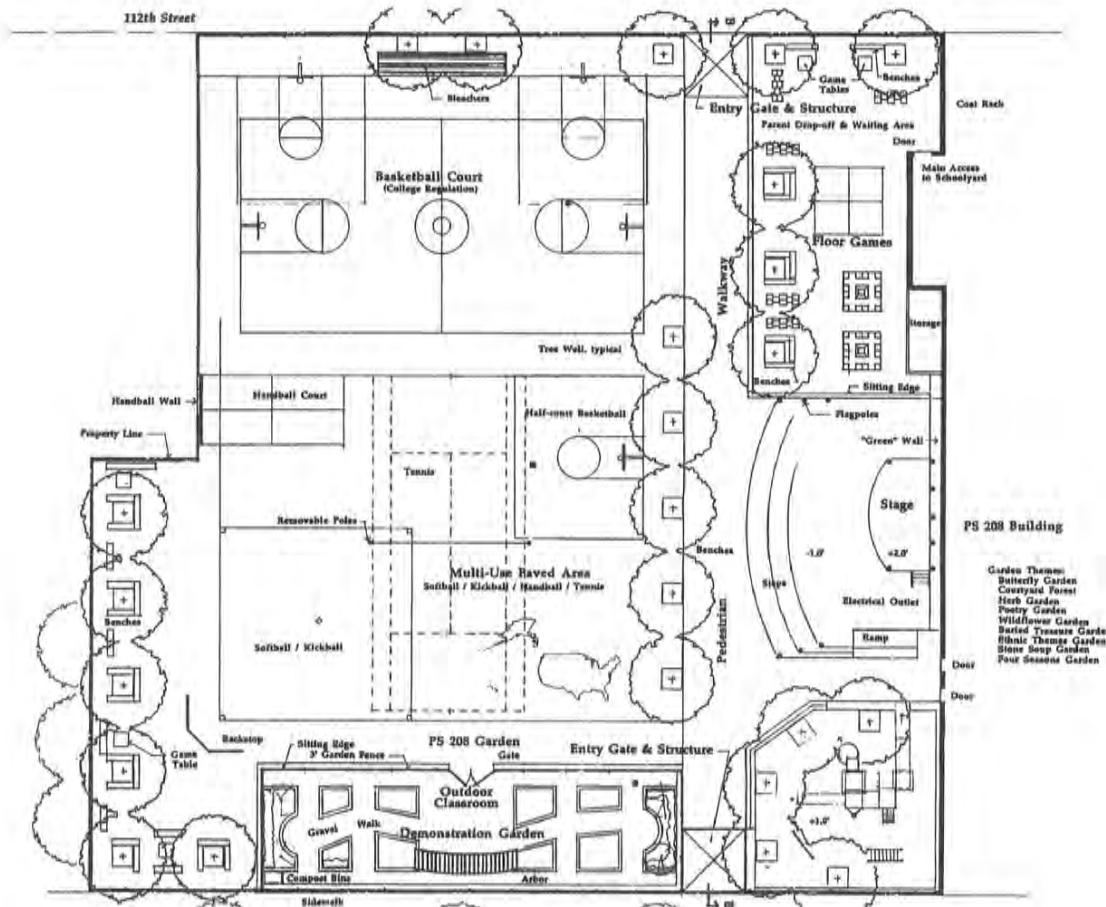 112th Street
B
Bleachers
Game
Tables
Benches
Entry Gate & Structure
Parent Drop-off & Waiting Area
Coat Rack
Door
Main Access
to Schoolyard
Basketball Court
(College Regulation)
Floor Games
Walkway
Storage
Tree Well, typical
Benches
Sitting Edge
Handball Wall
Handball Court
Half-court Basketball
Flagpoles
Property Line
"Green" Wall
Tennis
Stage
Removable Poles
PS 208 Building
Benches
-1.0'
+2.0'
Multi-Use Paved Area
Softball / Kickball / Handball / Tennis
Steps
Garden Themes:
Butterfly Garden
Courtyard Forest
Herb Garden
Poetry Garden
Wildflower Garden
Buried Treasure Garde
Ethnic Themes Garden
Stone Soup Garden
Four Seasons Garden
Electrical Outlet
Benches
Pedestrian
Softball / Kickball
Ramp
Door
Door
Backstop
Sitting Edge
3' Garden Fence
PS 208 Garden
Gate
Entry Gate & Structure
Game
Table
Outdoor
Classroom
Gravel Walk
Demonstration Garden
+1.0'
Compost Bins
Arbor
Sidewalk
B